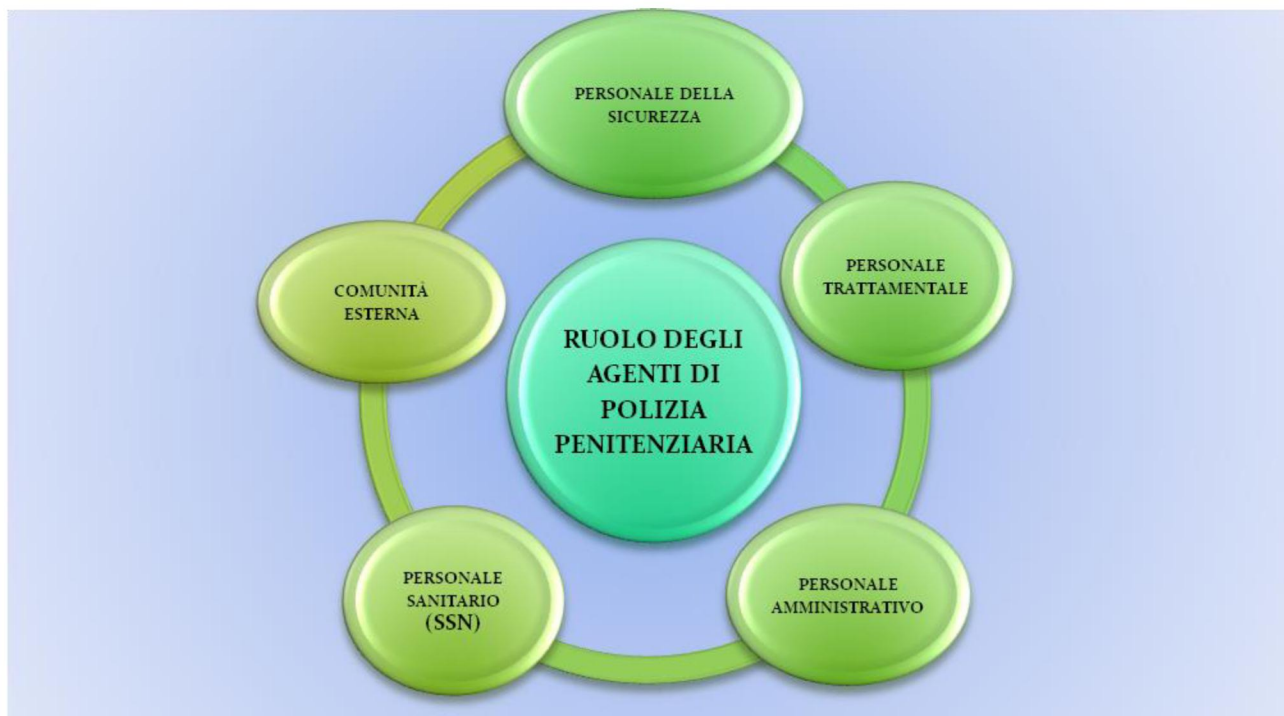 PERSONALE DELLA
SICUREZZA
PERSONALE
TRATTAMENTALE
COMUNITÀ
ESTERNA
RUOLO DEGLI
AGENTI DI
POLIZIA
PENITENZIARIA
PERSONALE
SANITARIO
(SSN)
PERSONALE
AMMINISTRATIVO